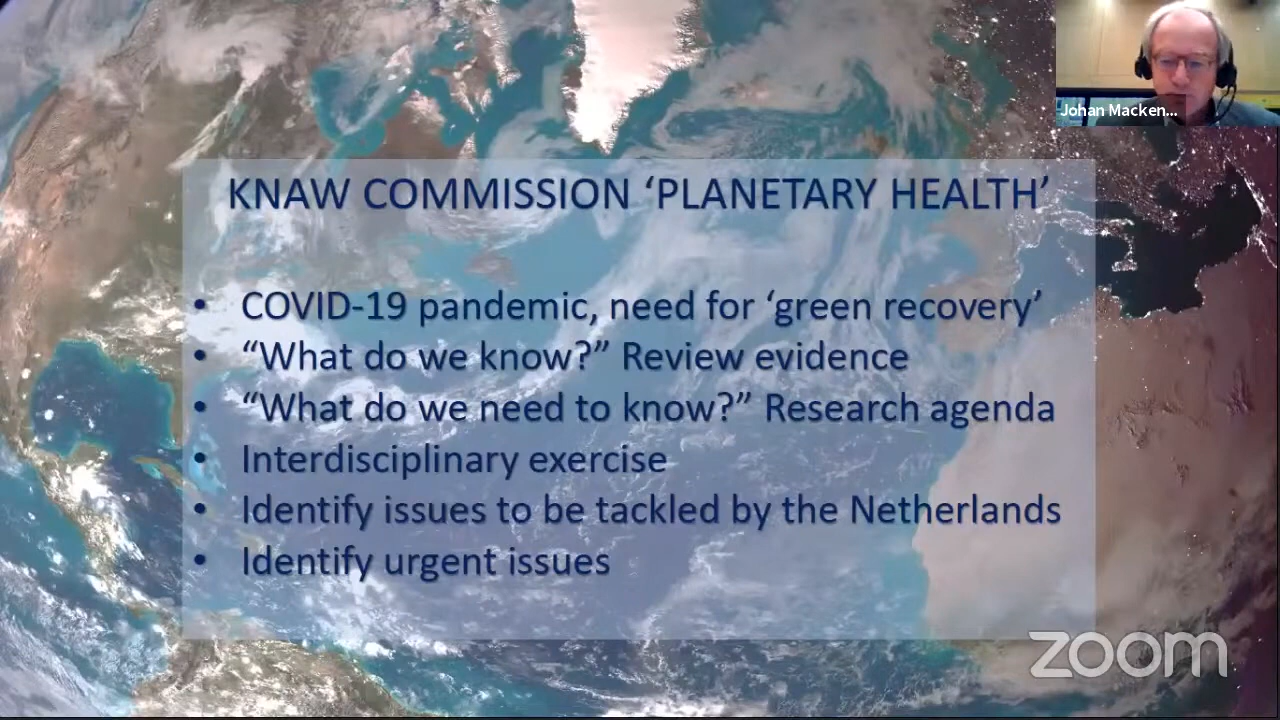 Johan Macken...
KNAW COMMISSION ‘PLANETARY HEALTH’
• COVID-19 pandemic, need for ‘green recovery’
• “What do we know?” Review evidence
• “What do we need to know?” Research agenda
• Interdisciplinary exercise
• Identify issues to be tackled by the Netherlands
• Identify urgent issues
zoom